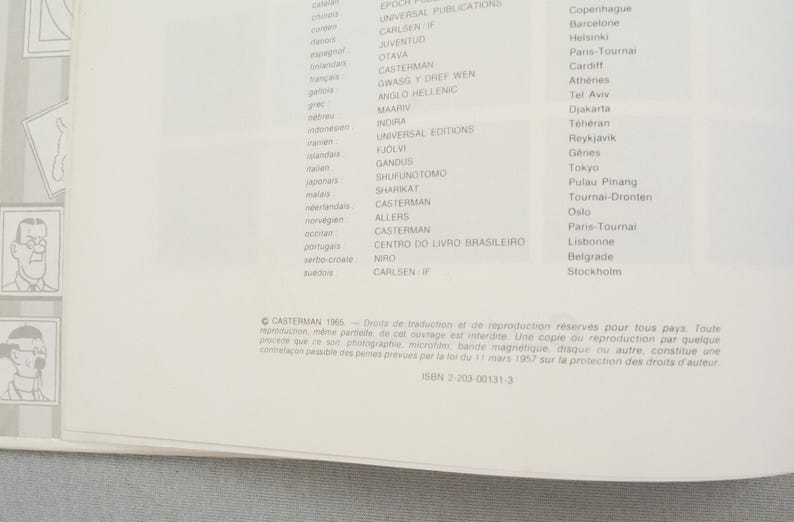 catalan :
chinois : EPOCH
coréen : UNIVERSAL PUBLICATIONS
danois : CARLSEN / IF Copenhague
espagnol : JUVENTUD Barcelone
finlandais : OTAVA Helsinki
français : CASTERMAN Paris-Tournai
gallois : GWASG Y DREF WEN Cardiff
grec : ANGLO HELLENIC Athènes
hébreu : MAARIV Tel Aviv
indonésien : INDIRA Djakarta
iranien : UNIVERSAL EDITIONS Téhéran
islandais : FJÖLVI Reykjavik
italien : GANDUS Gênes
japonais : SHUFUNOTOMO Tokyo
malais : SHARIKAT Pulau Pinang
néerlandais : CASTERMAN Tournai-Dronten
norvégien : ALLERS Oslo
occitan : CASTERMAN Paris-Tournai
portugais : CENTRO DO LIVRO BRASILEIRO Lisbonne
serbo-croate : NIRO Belgrade
suédois : CARLSEN / IF Stockholm
© CASTERMAN 1965. — Droits de traduction et de reproduction réservés pour tous pays. Toute
reproduction, même partielle, de cet ouvrage est interdite. Une copie ou reproduction par quelque
procédé que ce soit, photographie, microfilm, bande magnétique, disque ou autre, constitue une
contrefaçon passible des peines prévues par la loi du 11 mars 1957 sur la protection des droits d'auteur.
ISBN 2-203-00131-3